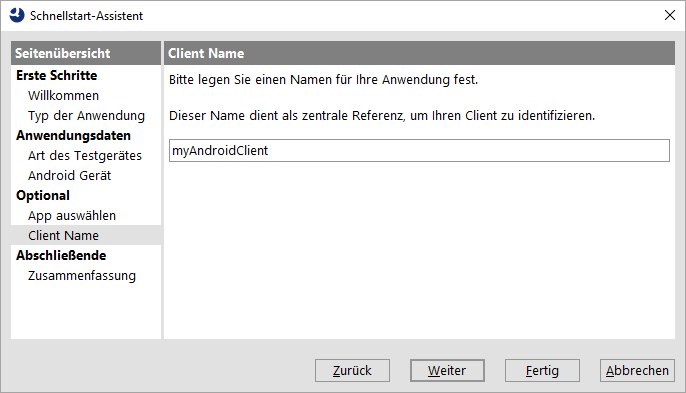 Schnellstart-Assistent
Seitenübersicht
Erste Schritte
Willkommen
Typ der Anwendung
Anwendungsdaten
Art des Testgerätes
Android Gerät
Optional
App auswählen
Client Name
Abschließende
Zusammenfassung
Client Name
Bitte legen Sie einen Namen für Ihre Anwendung fest.
Dieser Name dient als zentrale Referenz, um Ihren Client zu identifizieren.
myAndroidClient
Zurück
Weiter
Fertig
Abbrechen